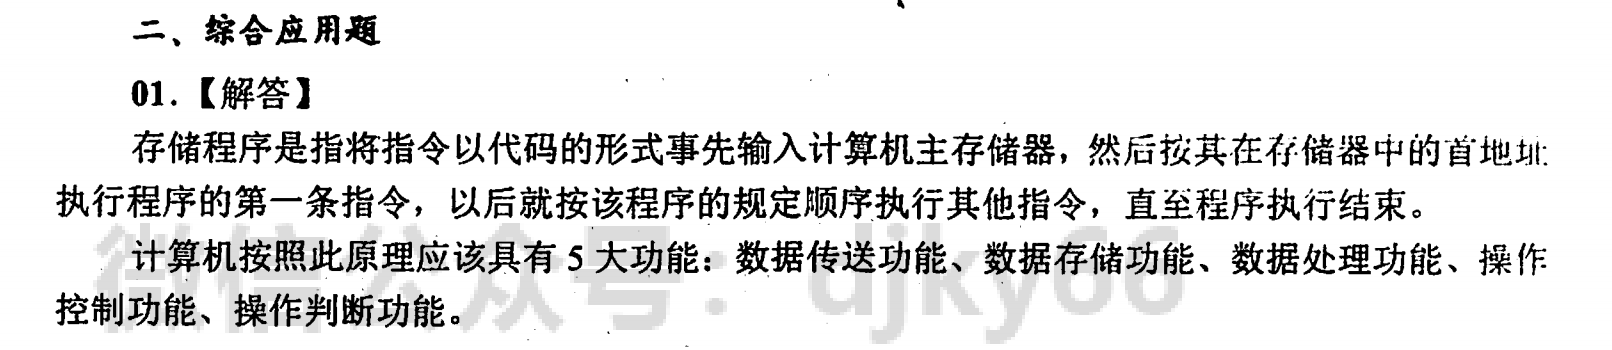 二、综合应用题
01.【解答】
存储程序是指将指令以代码的形式事先输入计算机主存储器，然后按其在存储器中的首地址
执行程序的第一条指令，以后就按该程序的规定顺序执行其他指令，直至程序执行结束。
计算机按照此原理应该具有 5 大功能：数据传送功能、数据存储功能、数据处理功能、操作
控制功能、操作判断功能。
微信公众号：djky66